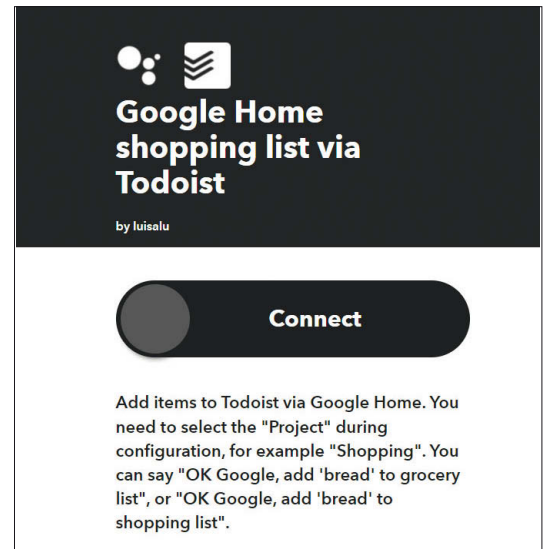 Google Home
shopping list via
Todoist
by luisalu
Connect
Add items to Todoist via Google Home. You
need to select the "Project" during
configuration, for example "Shopping". You
can say "OK Google, add 'bread' to grocery
list", or "OK Google, add 'bread' to
shopping list".